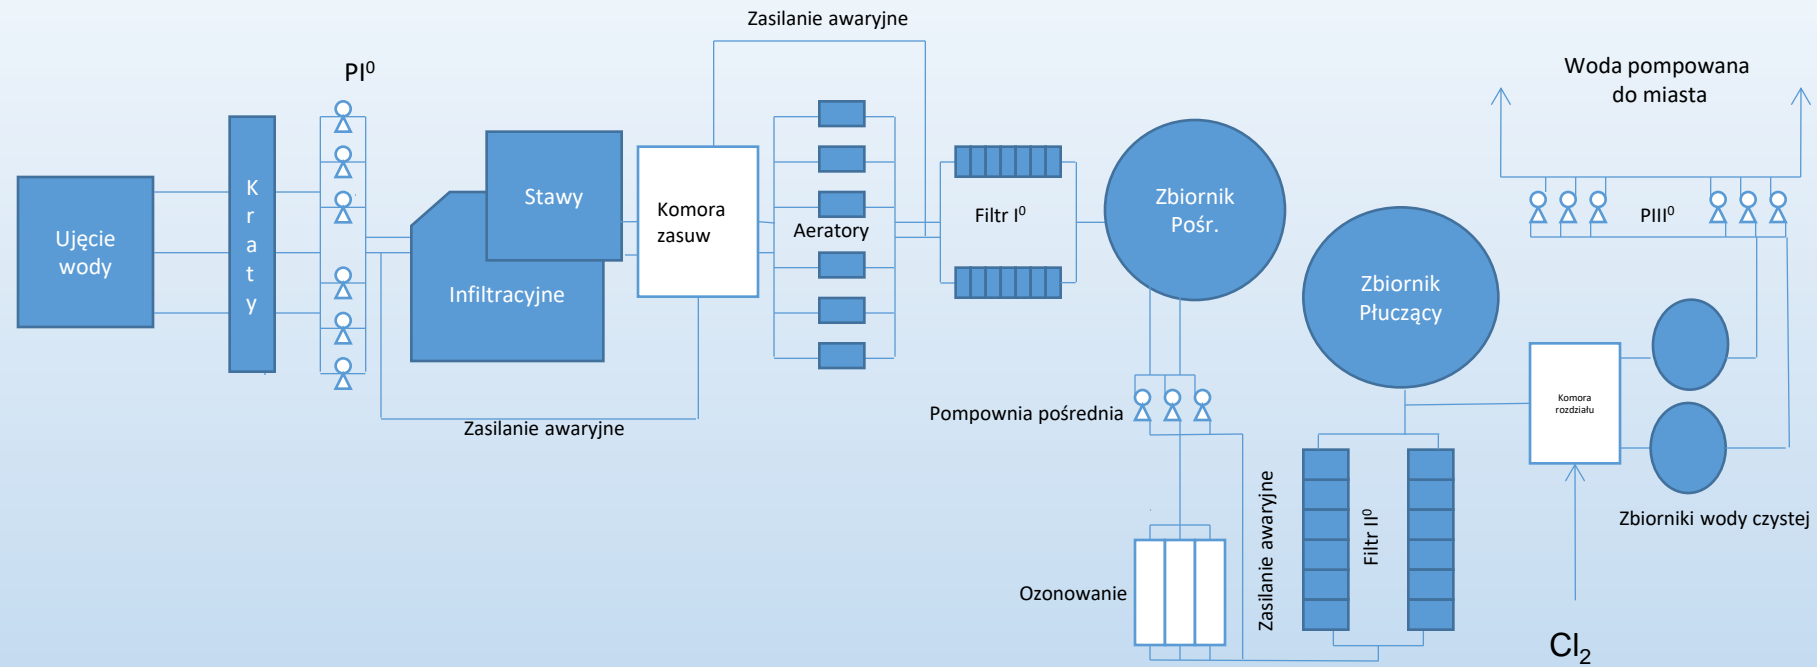 Zasilanie awaryjne
PI⁰
Woda pompowana
do miasta
Ujęcie
wody
K
r
a
t
y
Stawy
Infiltracyjne
Komora
zasuw
Aeratory
Filtr I⁰
Zbiornik
Pośr.
Zbiornik
Płuczący
PIII⁰
Zasilanie awaryjne
Pompownia pośrednia
Komora
rozdziału
Zasilanie awaryjne
Filtr II⁰
Zbiorniki wody czystej
Ozonowanie
Cl₂